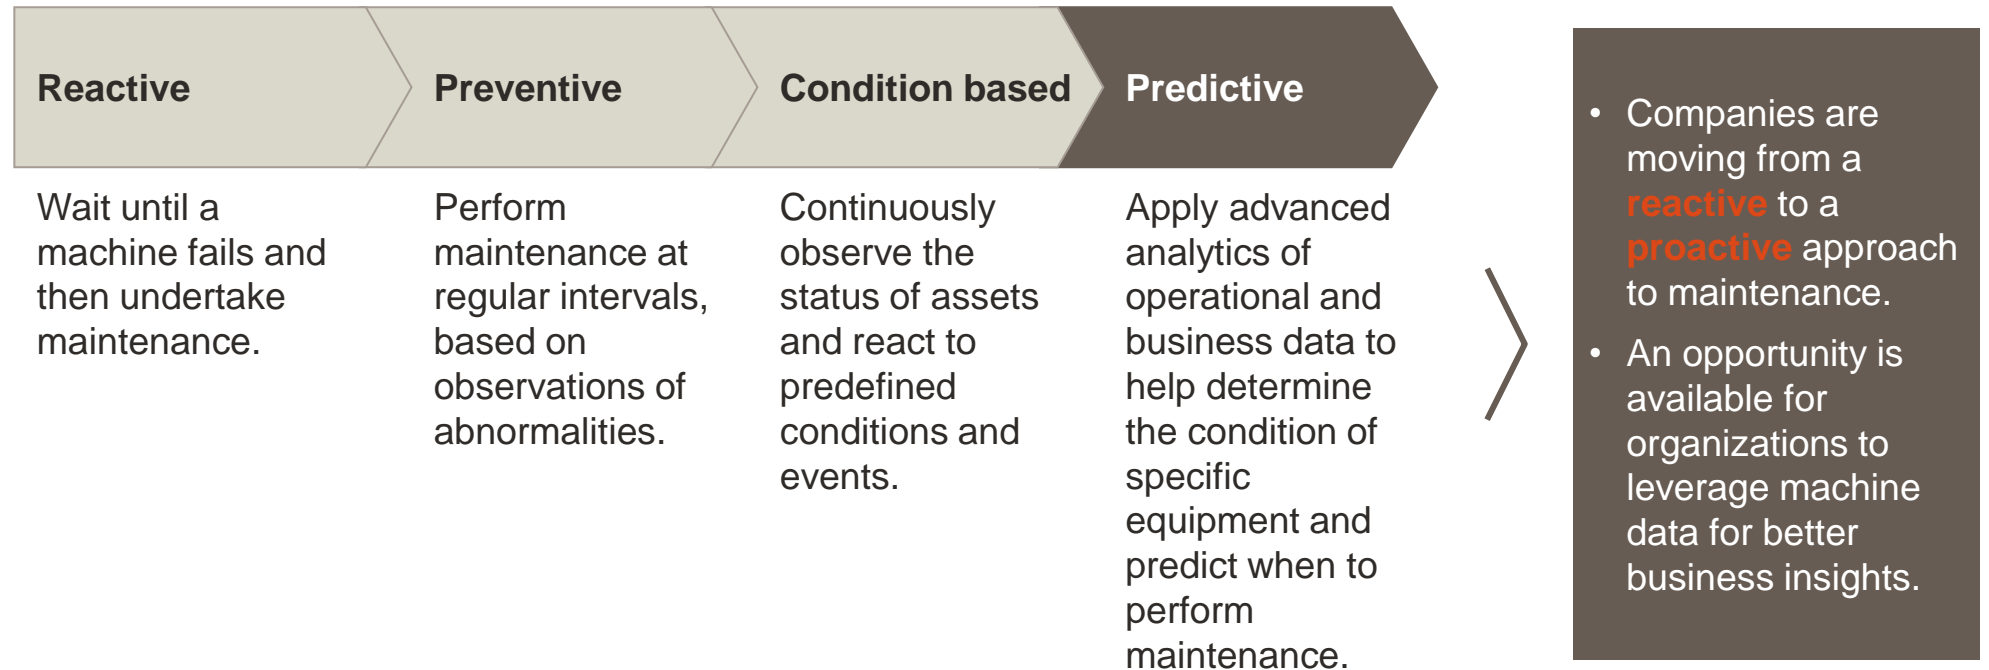 Reactive
Wait until a
machine fails and
then undertake
maintenance.
Preventive
Perform
maintenance at
regular intervals,
based on
observations of
abnormalities.
Condition based
Continuously
observe the
status of assets
and react to
predefined
conditions and
events.
Predictive
Apply advanced
analytics of
operational and
business data to
help determine
the condition of
specific
equipment and
predict when to
perform
maintenance.
• Companies are
moving from a
reactive to a
proactive approach
to maintenance.
• An opportunity is
available for
organizations to
leverage machine
data for better
business insights.